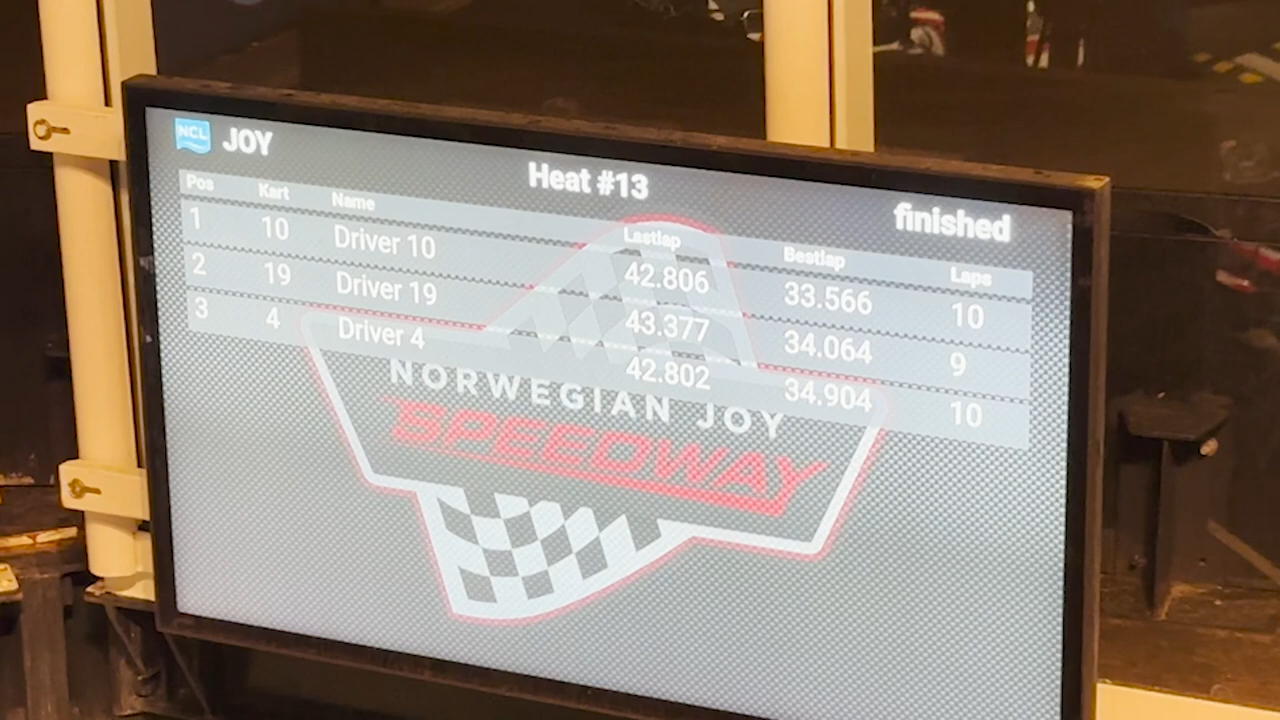 NCL JOY
Heat #13
finished
Pos Kart Name Lastlap Bestlap Laps
1 10 Driver 10 42.806 33.566 10
2 19 Driver 19 43.377 34.064 9
3 4 Driver 4 42.802 34.904 10
NORWEGIAN JOY
SPEEDWAY